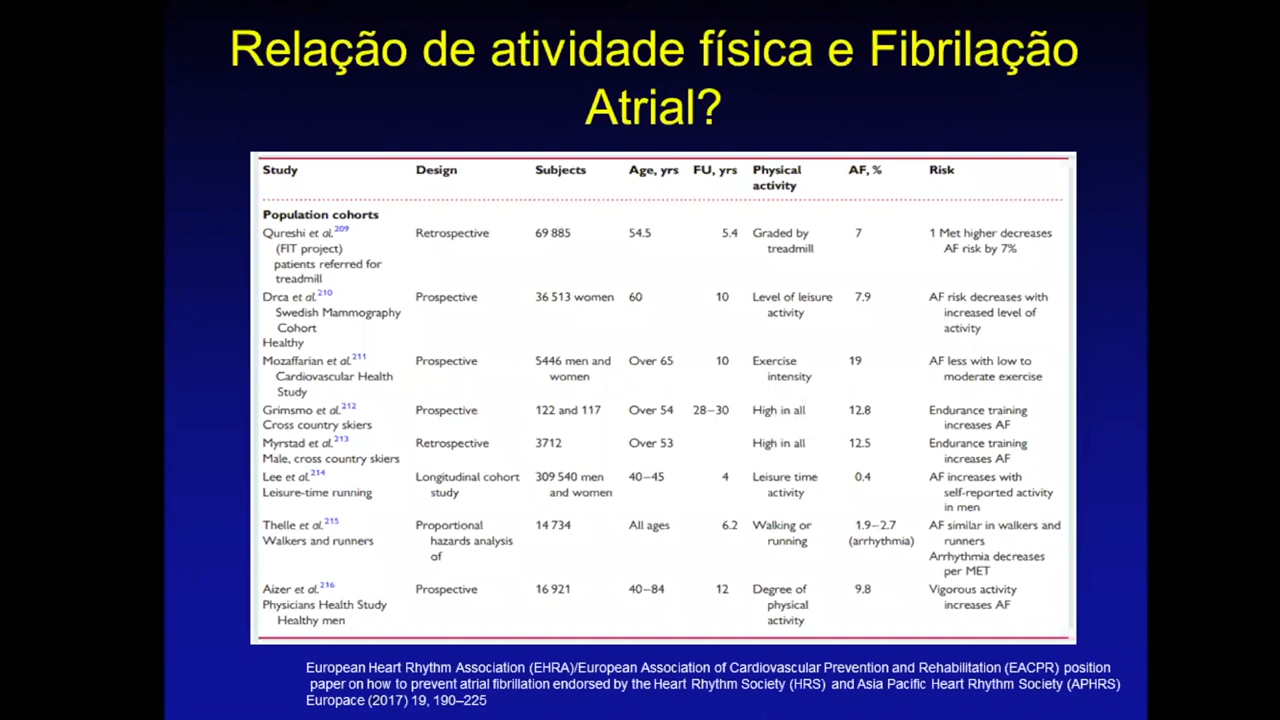 Relação de atividade física e Fibrilação
Atrial?
Study Design Subjects Age, yrs FU, yrs Physical AF, % Risk
activity
Population cohorts
Qureshi et al.209 Retrospective 69 885 54.5 5.4 Graded by 7 1 Met higher decreases
(FIT project) treadmill AF risk by 7%
patients referred for
treadmill
Drca et al.210 Prospective 36 513 women 60 10 Level of leisure 7.9 AF risk decreases with
Swedish Mammography activity increased level of
Cohort activity
Healthy
Mozaffarian et al.211 Prospective 5446 men and Over 65 10 Exercise 19 AF less with low to
Cardiovascular Health women intensity moderate exercise
Study
Grimsmo et al.212 Prospective 122 and 117 Over 54 28–30 High in all 12.8 Endurance training
Cross country skiers increases AF
Myrstad et al.213 Retrospective 3712 Over 53 High in all 12.5 Endurance training
Male, cross country skiers increases AF
Lee et al.214 Longitudinal cohort 309 540 men 40–45 4 Leisure time 0.4 AF increases with
Leisure-time running study and women activity self-reported activity
in men
Thelle et al.215 Proportional 14 734 All ages 6.2 Walking or 1.9–2.7 AF similar in walkers and
Walkers and runners hazards analysis running (arrhythmia) runners
of Arrhythmia decreases
per MET
Aizer et al.216 Prospective 16 921 40–84 12 Degree of 9.8 Vigorous activity
Physicians Health Study physical increases AF
Healthy men activity
European Heart Rhythm Association (EHRA)/European Association of Cardiovascular Prevention and Rehabilitation (EACPR) position
paper on how to prevent atrial fibrillation endorsed by the Heart Rhythm Society (HRS) and Asia Pacific Heart Rhythm Society (APHRS)
Europace (2017) 19, 190–225